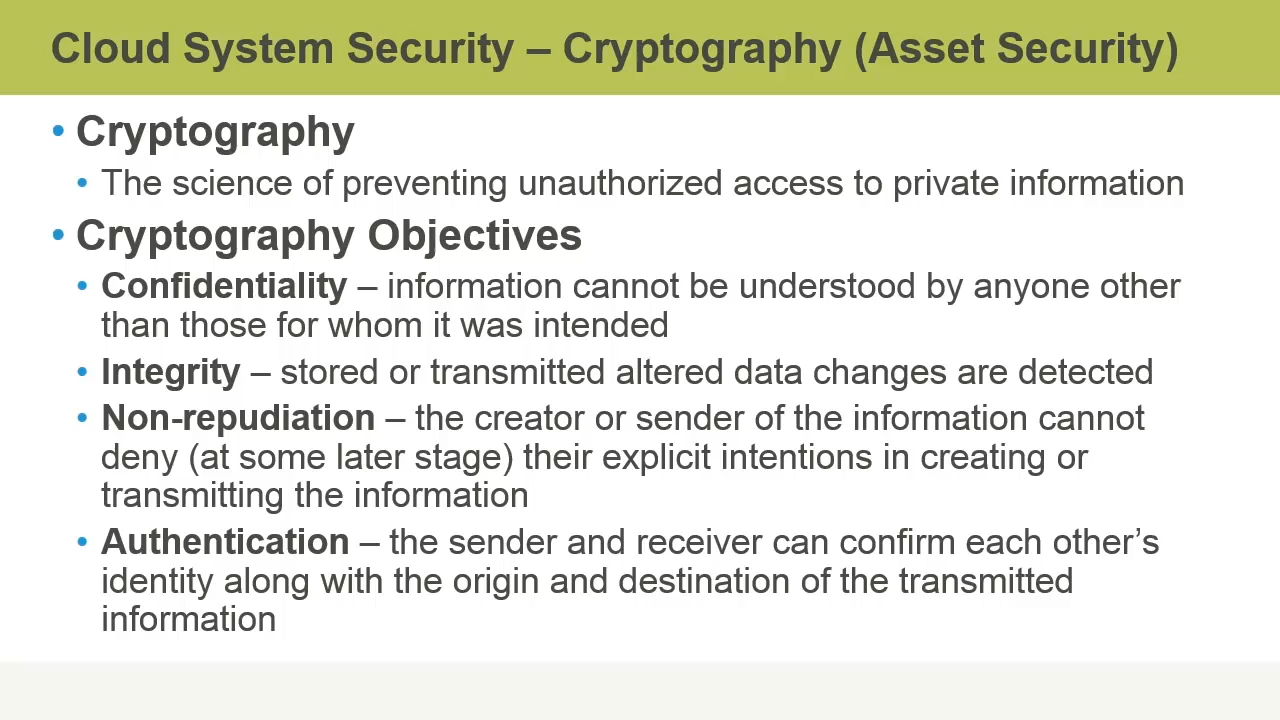 Cloud System Security – Cryptography (Asset Security)
• Cryptography
• The science of preventing unauthorized access to private information
• Cryptography Objectives
• Confidentiality – information cannot be understood by anyone other
than those for whom it was intended
• Integrity – stored or transmitted altered data changes are detected
• Non-repudiation – the creator or sender of the information cannot
deny (at some later stage) their explicit intentions in creating or
transmitting the information
• Authentication – the sender and receiver can confirm each other’s
identity along with the origin and destination of the transmitted
information